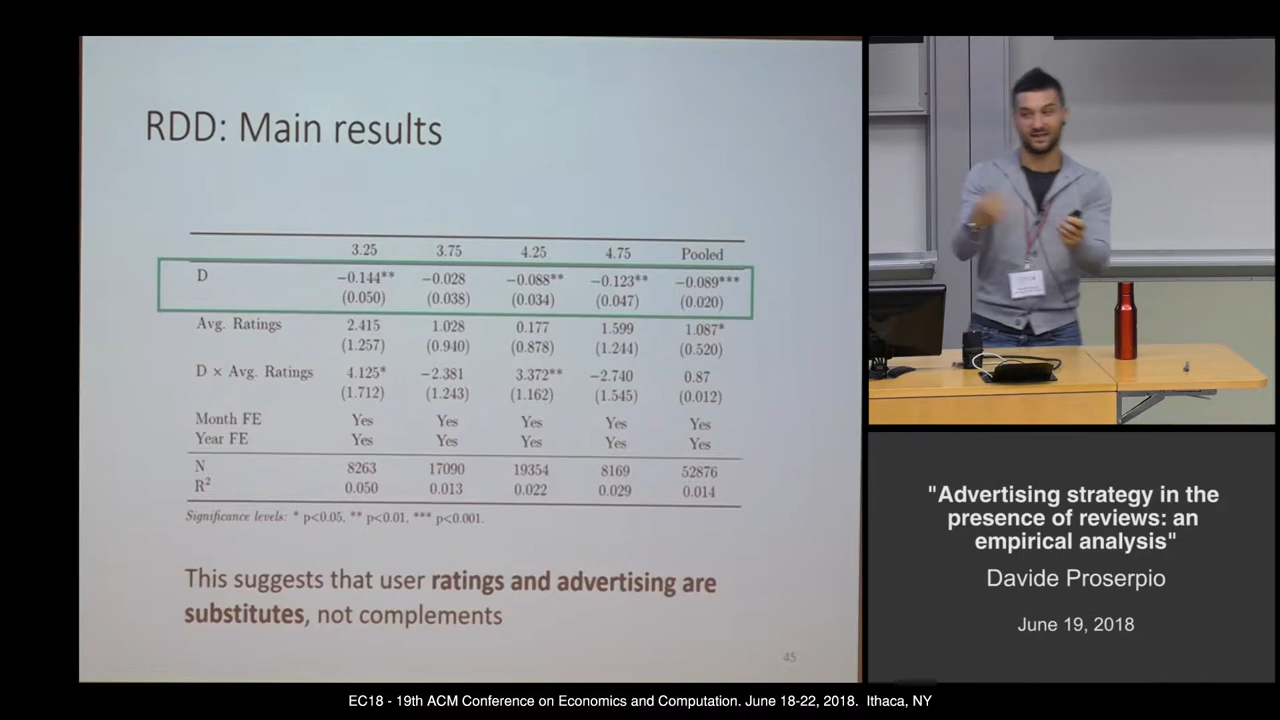 RDD: Main results
3.25 3.75 4.25 4.75 Pooled
D −0.144** −0.028 −0.088** −0.123** −0.089***
(0.050) (0.038) (0.034) (0.047) (0.020)
Avg. Ratings 2.415 1.028 0.177 1.599 1.087*
(1.257) (0.940) (0.878) (1.244) (0.520)
D × Avg. Ratings 4.125* −2.381 3.372** −2.740 0.87
(1.712) (1.243) (1.162) (1.545) (0.012)
Month FE Yes Yes Yes Yes Yes
Year FE Yes Yes Yes Yes Yes
N 8263 17090 19354 8169 52876
R² 0.050 0.013 0.022 0.029 0.014
Significance levels: * p<0.05, ** p<0.01, *** p<0.001.
This suggests that user ratings and advertising are
substitutes, not complements
45
"Advertising strategy in the
presence of reviews: an
empirical analysis"
Davide Proserpio
June 19, 2018
EC18 - 19th ACM Conference on Economics and Computation. June 18-22, 2018. Ithaca, NY